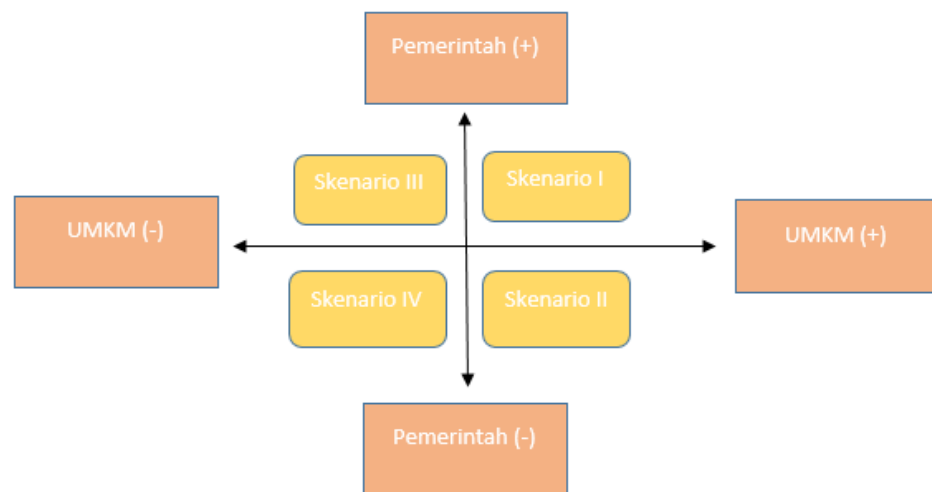 Pemerintah (+)
Skenario III
Skenario I
UMKM (-)
UMKM (+)
Skenario IV
Skenario II
Pemerintah (-)